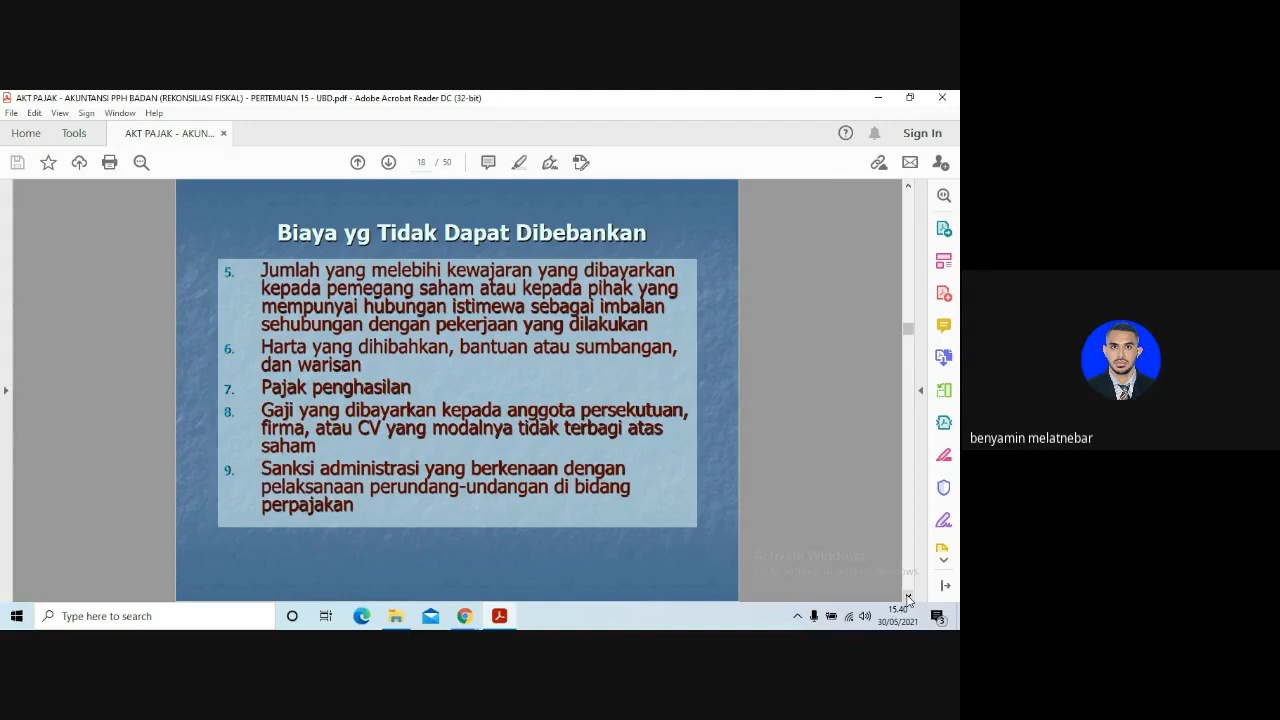 AKT PAJAK - AKUNTANSI PPH BADAN (REKONSILIASI FISKAL) - PERTEMUAN 15 - UBD.pdf - Adobe Acrobat Reader DC (32-bit)
File Edit View Sign Window Help
Home Tools AKT PAJAK - AKUN... × Sign In
18 / 50
Biaya yg Tidak Dapat Dibebankan
5. Jumlah yang melebihi kewajaran yang dibayarkan
kepada pemegang saham atau kepada pihak yang
mempunyai hubungan istimewa sebagai imbalan
sehubungan dengan pekerjaan yang dilakukan
6. Harta yang dihibahkan, bantuan atau sumbangan,
dan warisan
7. Pajak penghasilan
8. Gaji yang dibayarkan kepada anggota persekutuan,
firma, atau CV yang modalnya tidak terbagi atas
saham
9. Sanksi administrasi yang berkenaan dengan
pelaksanaan perundang-undangan di bidang
perpajakan
benyamin melatnebar
Activate Windows
Type here to search
15.40
30/05/2021
3